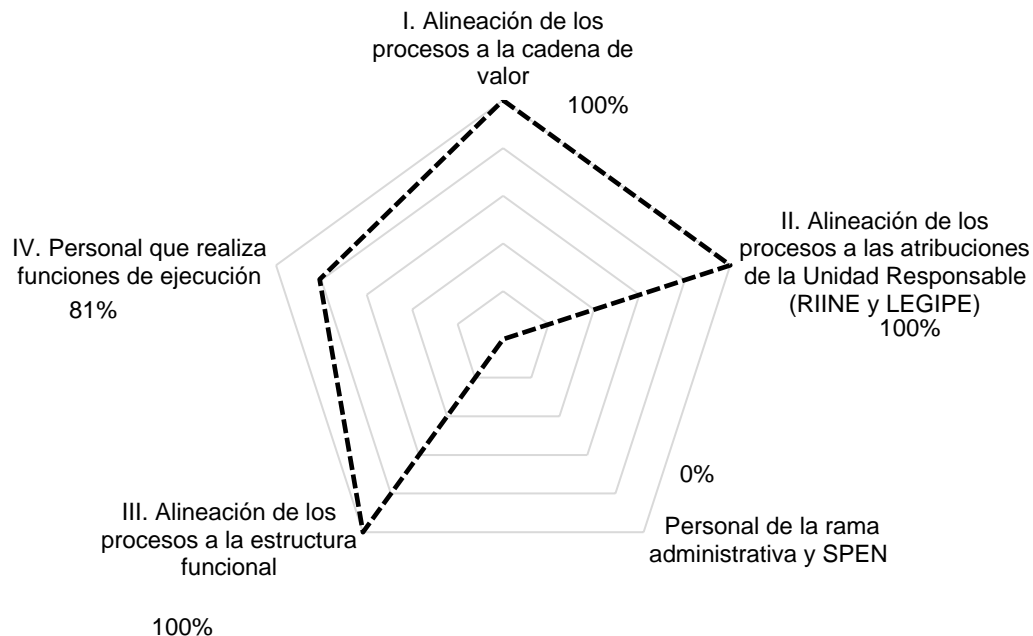 I. Alineación de los
procesos a la cadena de
valor
100%
II. Alineación de los
procesos a las atribuciones
de la Unidad Responsable
(RIINE y LEGIPE)
100%
IV. Personal que realiza
funciones de ejecución
81%
0%
Personal de la rama
administrativa y SPEN
III. Alineación de los
procesos a la estructura
funcional
100%